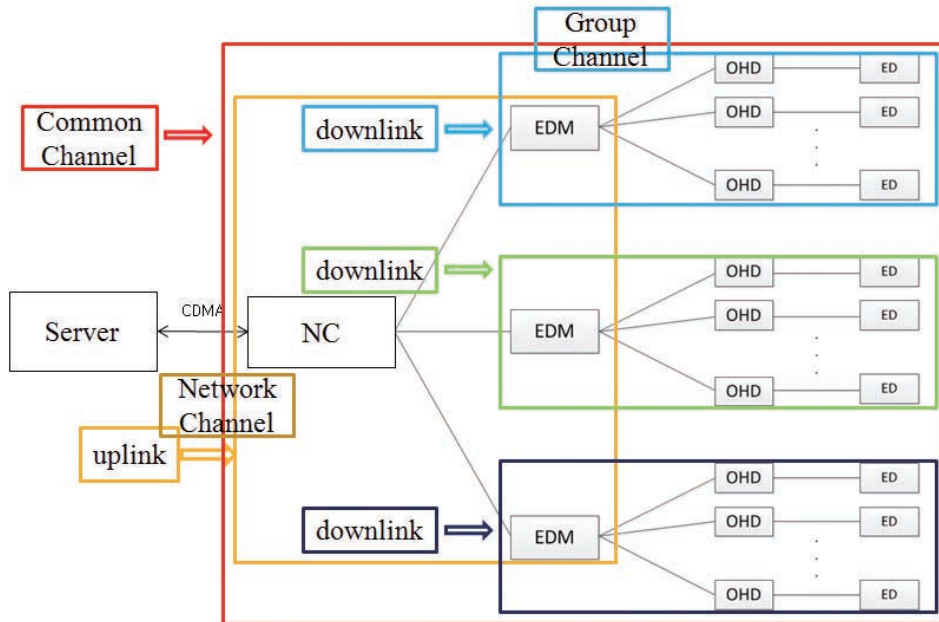 Group
Channel
OHD
ED
Common
Channel
downlink
EDM
OHD
ED
OHD
ED
downlink
OHD
ED
Server
CDMA
NC
EDM
OHD
ED
Network
Channel
OHD
ED
uplink
OHD
ED
downlink
EDM
OHD
ED
OHD
ED